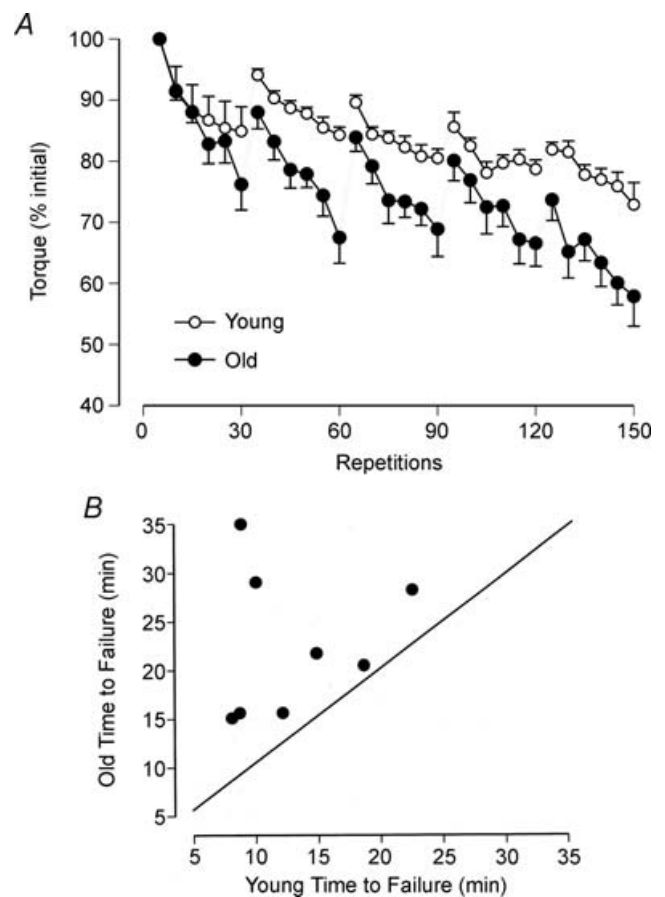 A
Torque (% initial)
100
90
80
70
60
50
40
Young
Old
0 30 60 90 120 150
Repetitions
B
Old Time to Failure (min)
35
30
25
20
15
10
5
5 10 15 20 25 30 35
Young Time to Failure (min)